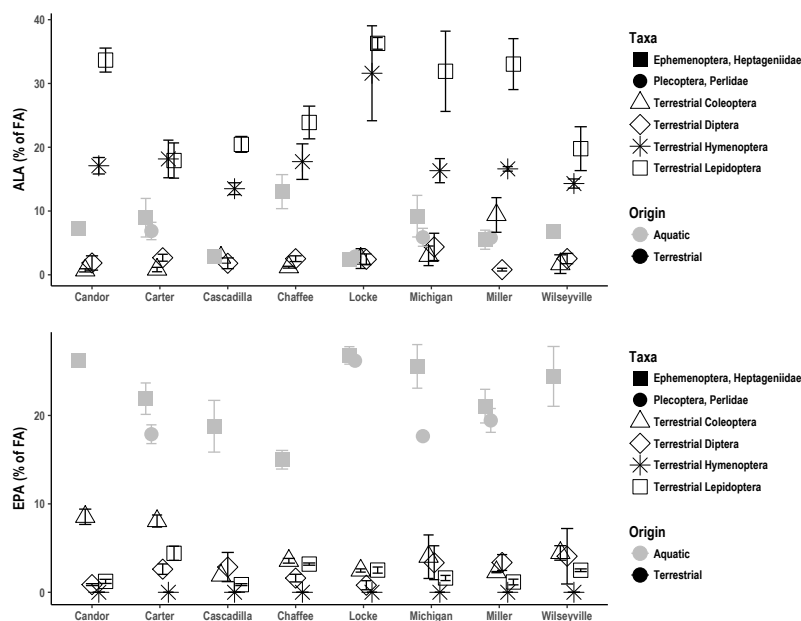 ALA (% of FA)
40
30
20
10
0
Candor Carter Cascadilla Chaffee Locke Michigan Miller Wilseyville
Taxa
Ephemenoptera, Heptageniidae
Plecoptera, Perlidae
Terrestrial Coleoptera
Terrestrial Diptera
Terrestrial Hymenoptera
Terrestrial Lepidoptera
Origin
Aquatic
Terrestrial
EPA (% of FA)
20
10
0
Candor Carter Cascadilla Chaffee Locke Michigan Miller Wilseyville
Taxa
Ephemenoptera, Heptageniidae
Plecoptera, Perlidae
Terrestrial Coleoptera
Terrestrial Diptera
Terrestrial Hymenoptera
Terrestrial Lepidoptera
Origin
Aquatic
Terrestrial